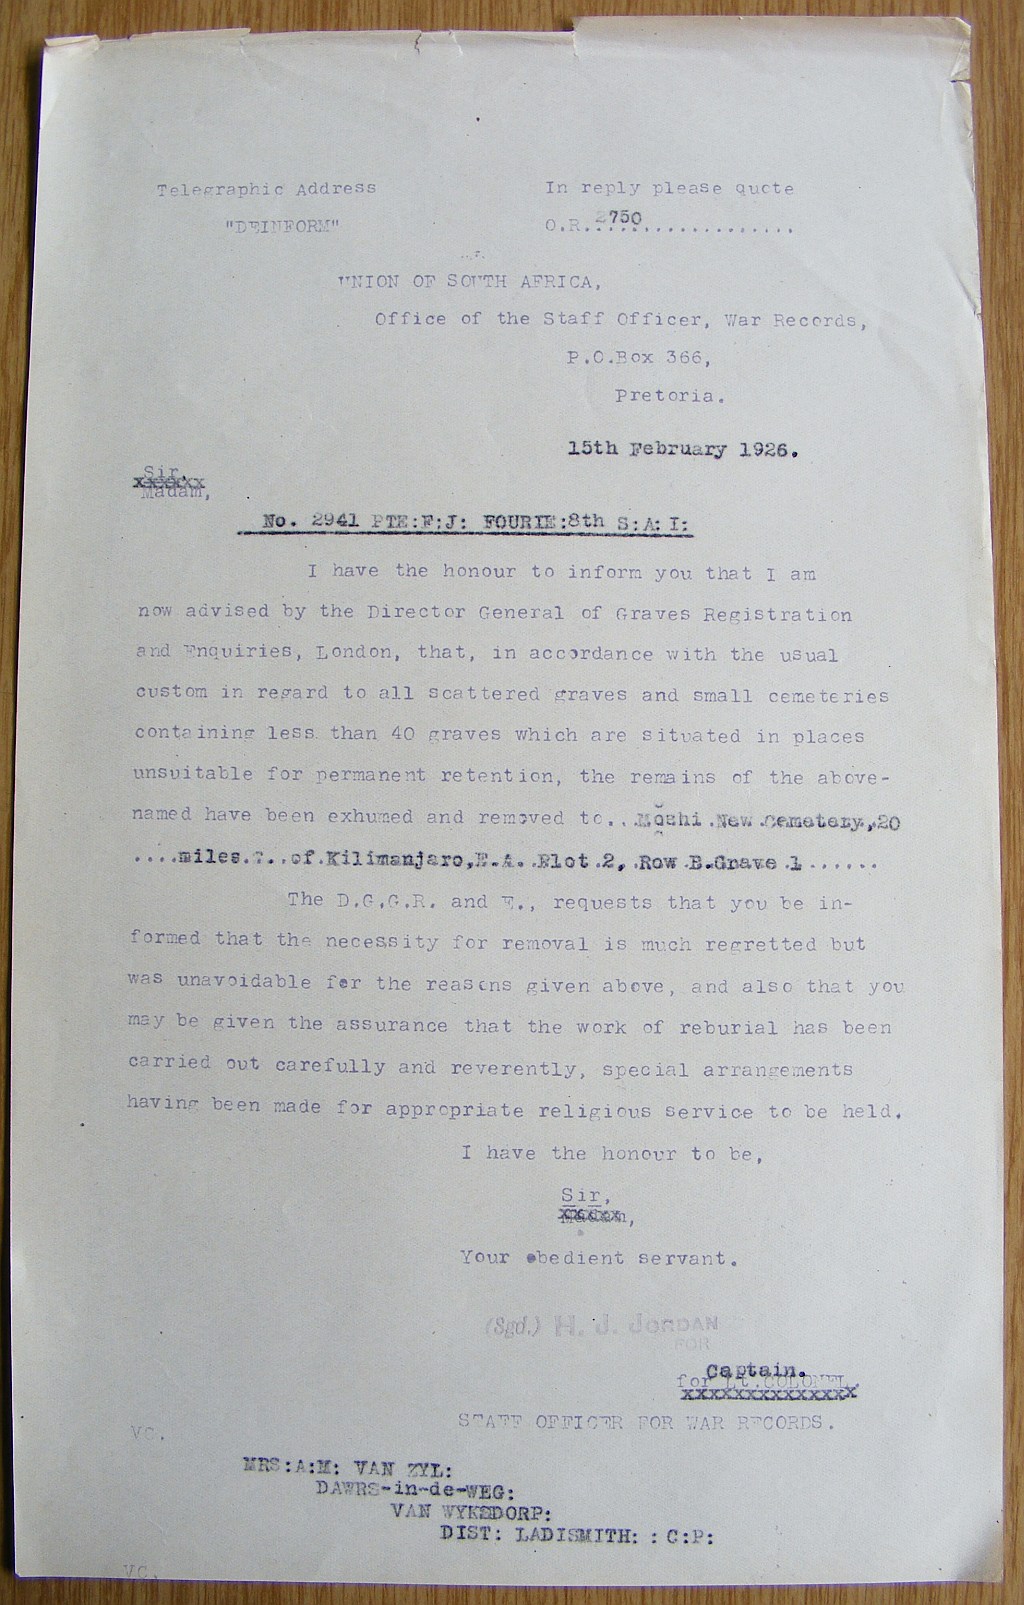 Telegraphic Address
In reply please quote
"DEINFORM"
O.R. 2750
UNION OF SOUTH AFRICA,
Office of the Staff Officer, War Records,
P.O.Box 366,
Pretoria.
15th February 1926.
Sir,
Madam,
No. 2941 PTE:F:J: FOURIE:8th S:A:I:
I have the honour to inform you that I am
now advised by the Director General of Graves Registration
and Enquiries, London, that, in accordance with the usual
custom in regard to all scattered graves and small cemeteries
containing less than 40 graves which are situated in places
unsuitable for permanent retention, the remains of the above-
named have been exhumed and removed to...Moshi.New.Cemetery,20
....miles.?..of.Kilimanjaro,E.A..Plot.2,.Row.B.Grave.1......
The D.G.G.R. and E., requests that you be in-
formed that the necessity for removal is much regretted but
was unavoidable for the reasons given above, and also that you
may be given the assurance that the work of reburial has been
carried out carefully and reverently, special arrangements
having been made for appropriate religious service to be held.
I have the honour to be,
Sir,
Madam,
Your obedient servant.
(Sgd.) H. J. JORDAN
FOR
Captain.
for Lt.COLONEL.
STAFF OFFICER FOR WAR RECORDS.
VC.
MRS:A:M: VAN ZYL:
DAWRS-in-de-WEG:
VAN WYKSDORP:
DIST: LADISMITH: : C:P:
VC.